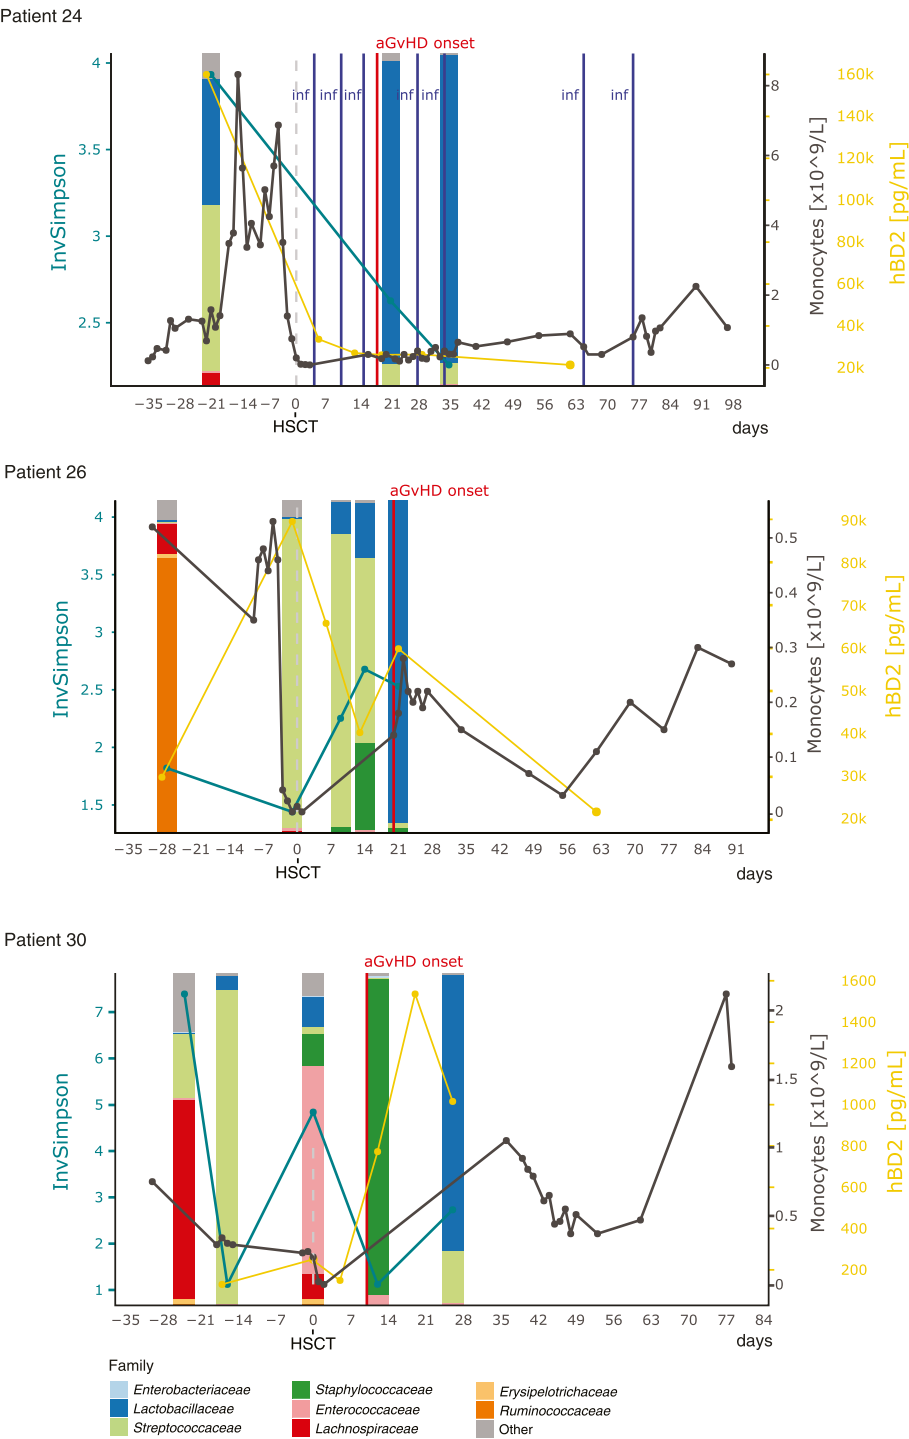 Patient 24
aGvHD onset
4
3.5
3
2.5
InvSimpson
inf inf inf inf inf inf inf
8
6
4
2
0
Monocytes [x10^9/L]
160k
140k
120k
100k
80k
60k
40k
20k
hBD2 [pg/mL]
−35 −28 −21 −14 −7 0 7 14 21 28 35 42 49 56 63 70 77 84 91 98
HSCT
days
Patient 26
aGvHD onset
4
3.5
3
2.5
2
1.5
InvSimpson
0.5
0.4
0.3
0.2
0.1
0
Monocytes [x10^9/L]
90k
80k
70k
60k
50k
40k
30k
20k
hBD2 [pg/mL]
−35 −28 −21 −14 −7 0 7 14 21 28 35 42 49 56 63 70 77 84 91
HSCT
days
Patient 30
aGvHD onset
7
6
5
4
3
2
1
InvSimpson
2
1.5
1
0.5
0
Monocytes [x10^9/L]
1600
1400
1200
1000
800
600
400
200
hBD2 [pg/mL]
−35 −28 −21 −14 −7 0 7 14 21 28 35 42 49 56 63 70 77 84
HSCT
days
Family
Enterobacteriaceae
Lactobacillaceae
Streptococcaceae
Staphylococcaceae
Enterococcaceae
Lachnospiraceae
Erysipelotrichaceae
Ruminococcaceae
Other